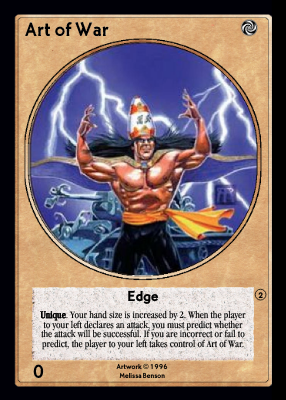 Art of War
Edge
2
Unique. Your hand size is increased by 2. When the player
to your left declares an attack, you must predict whether
the attack will be successful. If you are incorrect or fail to
predict, the player to your left takes control of Art of War.
0
Artwork © 1996
Melissa Benson